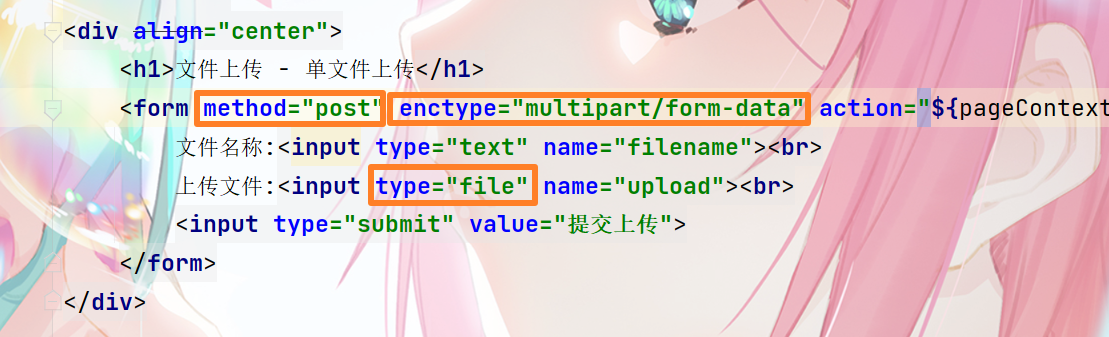 <div align="center">
<h1>文件上传 - 单文件上传</h1>
<form method="post" enctype="multipart/form-data" action="${pageContext
文件名称:<input type="text" name="filename"><br>
上传文件:<input type="file" name="upload"><br>
<input type="submit" value="提交上传">
</form>
</div>